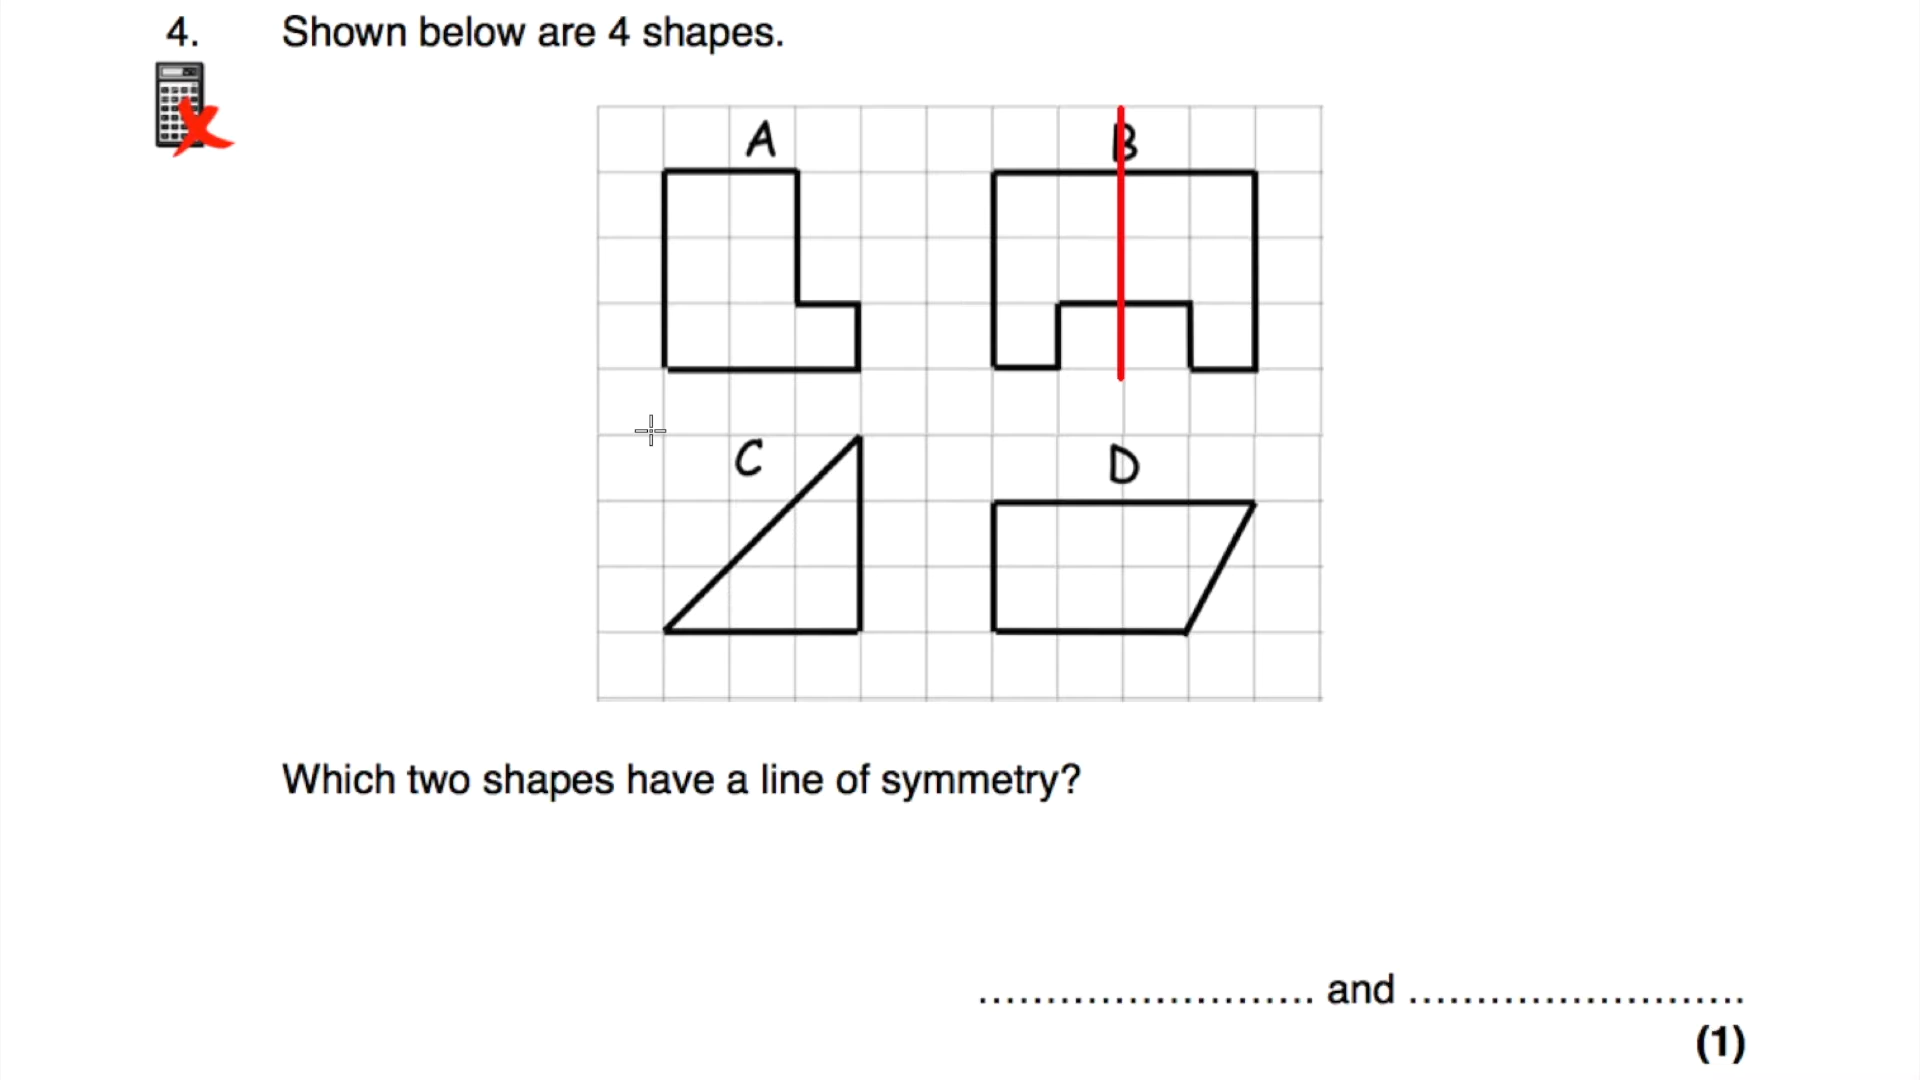 4. Shown below are 4 shapes.
A B
C D
Which two shapes have a line of symmetry?
......................... and .........................
(1)